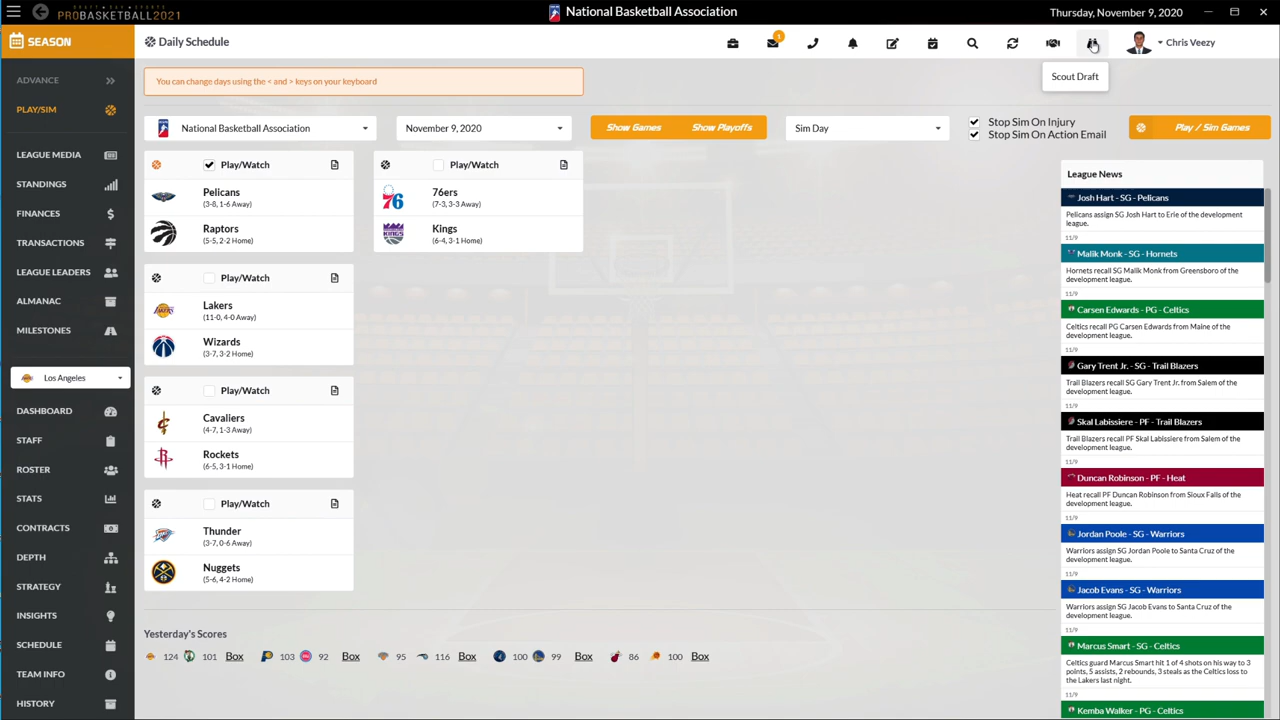 PROBASKETBALL2021
National Basketball Association
Thursday, November 9, 2020
SEASON
Daily Schedule
1
Chris Veezy
Scout Draft
ADVANCE
PLAY/SIM
LEAGUE MEDIA
STANDINGS
FINANCES
TRANSACTIONS
LEAGUE LEADERS
ALMANAC
MILESTONES
Los Angeles
DASHBOARD
STAFF
ROSTER
STATS
CONTRACTS
DEPTH
STRATEGY
INSIGHTS
SCHEDULE
TEAM INFO
HISTORY
You can change days using the < and > keys on your keyboard
National Basketball Association
November 9, 2020
Show Games
Show Playoffs
Sim Day
Stop Sim On Injury
Stop Sim On Action Email
Play / Sim Games
Play/Watch
Pelicans
(3-8, 1-6 Away)
Raptors
(5-5, 2-2 Home)
Play/Watch
76ers
(7-3, 3-3 Away)
Kings
(6-4, 3-1 Home)
Play/Watch
Lakers
(11-0, 4-0 Away)
Wizards
(3-7, 3-2 Home)
Play/Watch
Cavaliers
(4-7, 1-3 Away)
Rockets
(6-5, 3-1 Home)
Play/Watch
Thunder
(3-7, 0-6 Away)
Nuggets
(5-6, 4-2 Home)
Yesterday's Scores
124 101 Box 103 92 Box Box 100 99 Box 100 Box
League News
Josh Hart - SG - Pelicans
Pelicans assign SG Josh Hart to Erie of the development
league.
11/9
Malik Monk - SG - Hornets
Hornets recall SG Malik Monk from Greensboro of the
development league.
11/9
Carsen Edwards - PG - Celtics
Celtics recall PG Carsen Edwards from Maine of the
development league.
11/9
Gary Trent Jr. - SG - Trail Blazers
Trail Blazers recall SG Gary Trent Jr. from Salem of the
development league.
11/9
Skal Labissiere - PF - Trail Blazers
Trail Blazers recall PF Skal Labissiere from Salem of the
development league.
11/9
Duncan Robinson - PF - Heat
Heat recall PF Duncan Robinson from Sioux Falls of the
development league.
11/9
Jordan Poole - SG - Warriors
Warriors assign SG Jordan Poole to Santa Cruz of the
development league.
11/9
Jacob Evans - SG - Warriors
Warriors assign SG Jacob Evans to Santa Cruz of the
development league.
11/9
Marcus Smart - SG - Celtics
Celtics guard Marcus Smart hit 1 of 4 shots on his way to 3
points, 5 assists, 2 rebounds, 3 steals as the Celtics loss to
the Lakers last night.
11/9
Kemba Walker - PG - Celtics